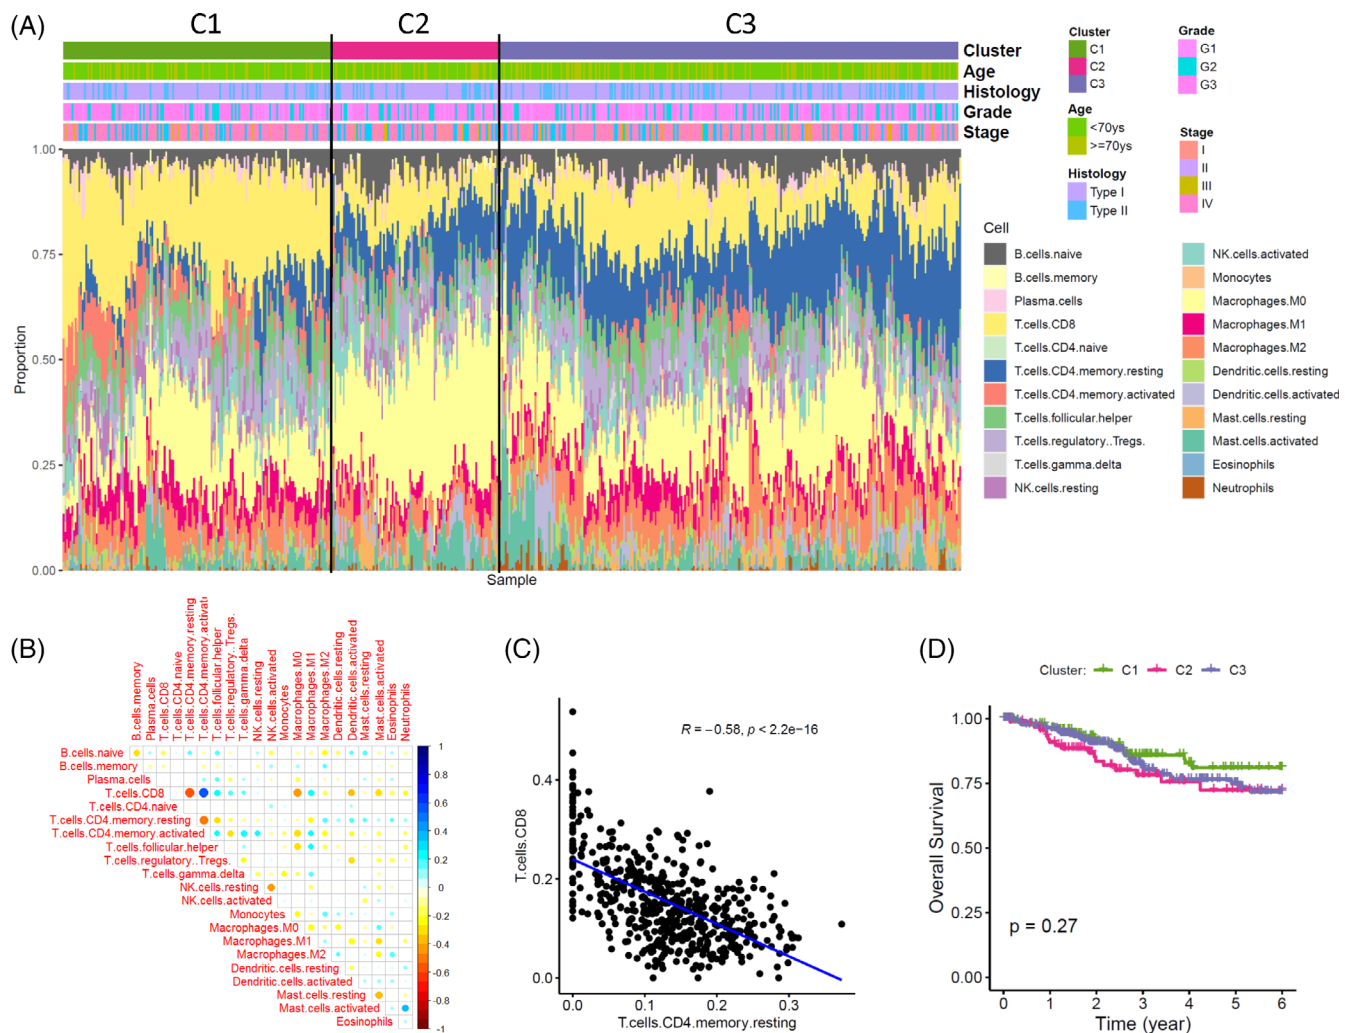 (A)
C1
C2
C3
Cluster
Age
Histology
Grade
Stage
Cluster
C1
C2
C3
Grade
G1
G2
G3
Age
<70ys
>=70ys
Stage
I
II
III
IV
Histology
Type I
Type II
Cell
B.cells.naive
B.cells.memory
Plasma.cells
T.cells.CD8
T.cells.CD4.naive
T.cells.CD4.memory.resting
T.cells.CD4.memory.activated
T.cells.follicular.helper
T.cells.regulatory..Tregs.
T.cells.gamma.delta
NK.cells.resting
NK.cells.activated
Monocytes
Macrophages.M0
Macrophages.M1
Macrophages.M2
Dendritic.cells.resting
Dendritic.cells.activated
Mast.cells.resting
Mast.cells.activated
Eosinophils
Neutrophils
1.00
0.75
0.50
0.25
0.00
Proportion
Sample
(B)
B.cells.memory
Plasma.cells
T.cells.CD8
T.cells.CD4.naive
T.cells.CD4.memory.resting
T.cells.CD4.memory.activat
T.cells.follicular.helper
T.cells.regulatory..Tregs.
T.cells.gamma.delta
NK.cells.resting
NK.cells.activated
Monocytes
Macrophages.M0
Macrophages.M1
Macrophages.M2
Dendritic.cells.resting
Dendritic.cells.activated
Mast.cells.resting
Mast.cells.activated
Eosinophils
Neutrophils
B.cells.naive
B.cells.memory
Plasma.cells
T.cells.CD8
T.cells.CD4.naive
T.cells.CD4.memory.resting
T.cells.CD4.memory.activated
T.cells.follicular.helper
T.cells.regulatory..Tregs.
T.cells.gamma.delta
NK.cells.resting
NK.cells.activated
Monocytes
Macrophages.M0
Macrophages.M1
Macrophages.M2
Dendritic.cells.resting
Dendritic.cells.activated
Mast.cells.resting
Mast.cells.activated
Eosinophils
1
0.8
0.6
0.4
0.2
0
-0.2
-0.4
-0.6
-0.8
-1
(C)
R = −0.58, p < 2.2e−16
T.cells.CD8
0.4
0.2
0.0
0.0
0.1
0.2
0.3
T.cells.CD4.memory.resting
(D)
Cluster: C1 C2 C3
Overall Survival
1.00
0.75
0.50
0.25
0.00
p = 0.27
0 1 2 3 4 5 6
Time (year)